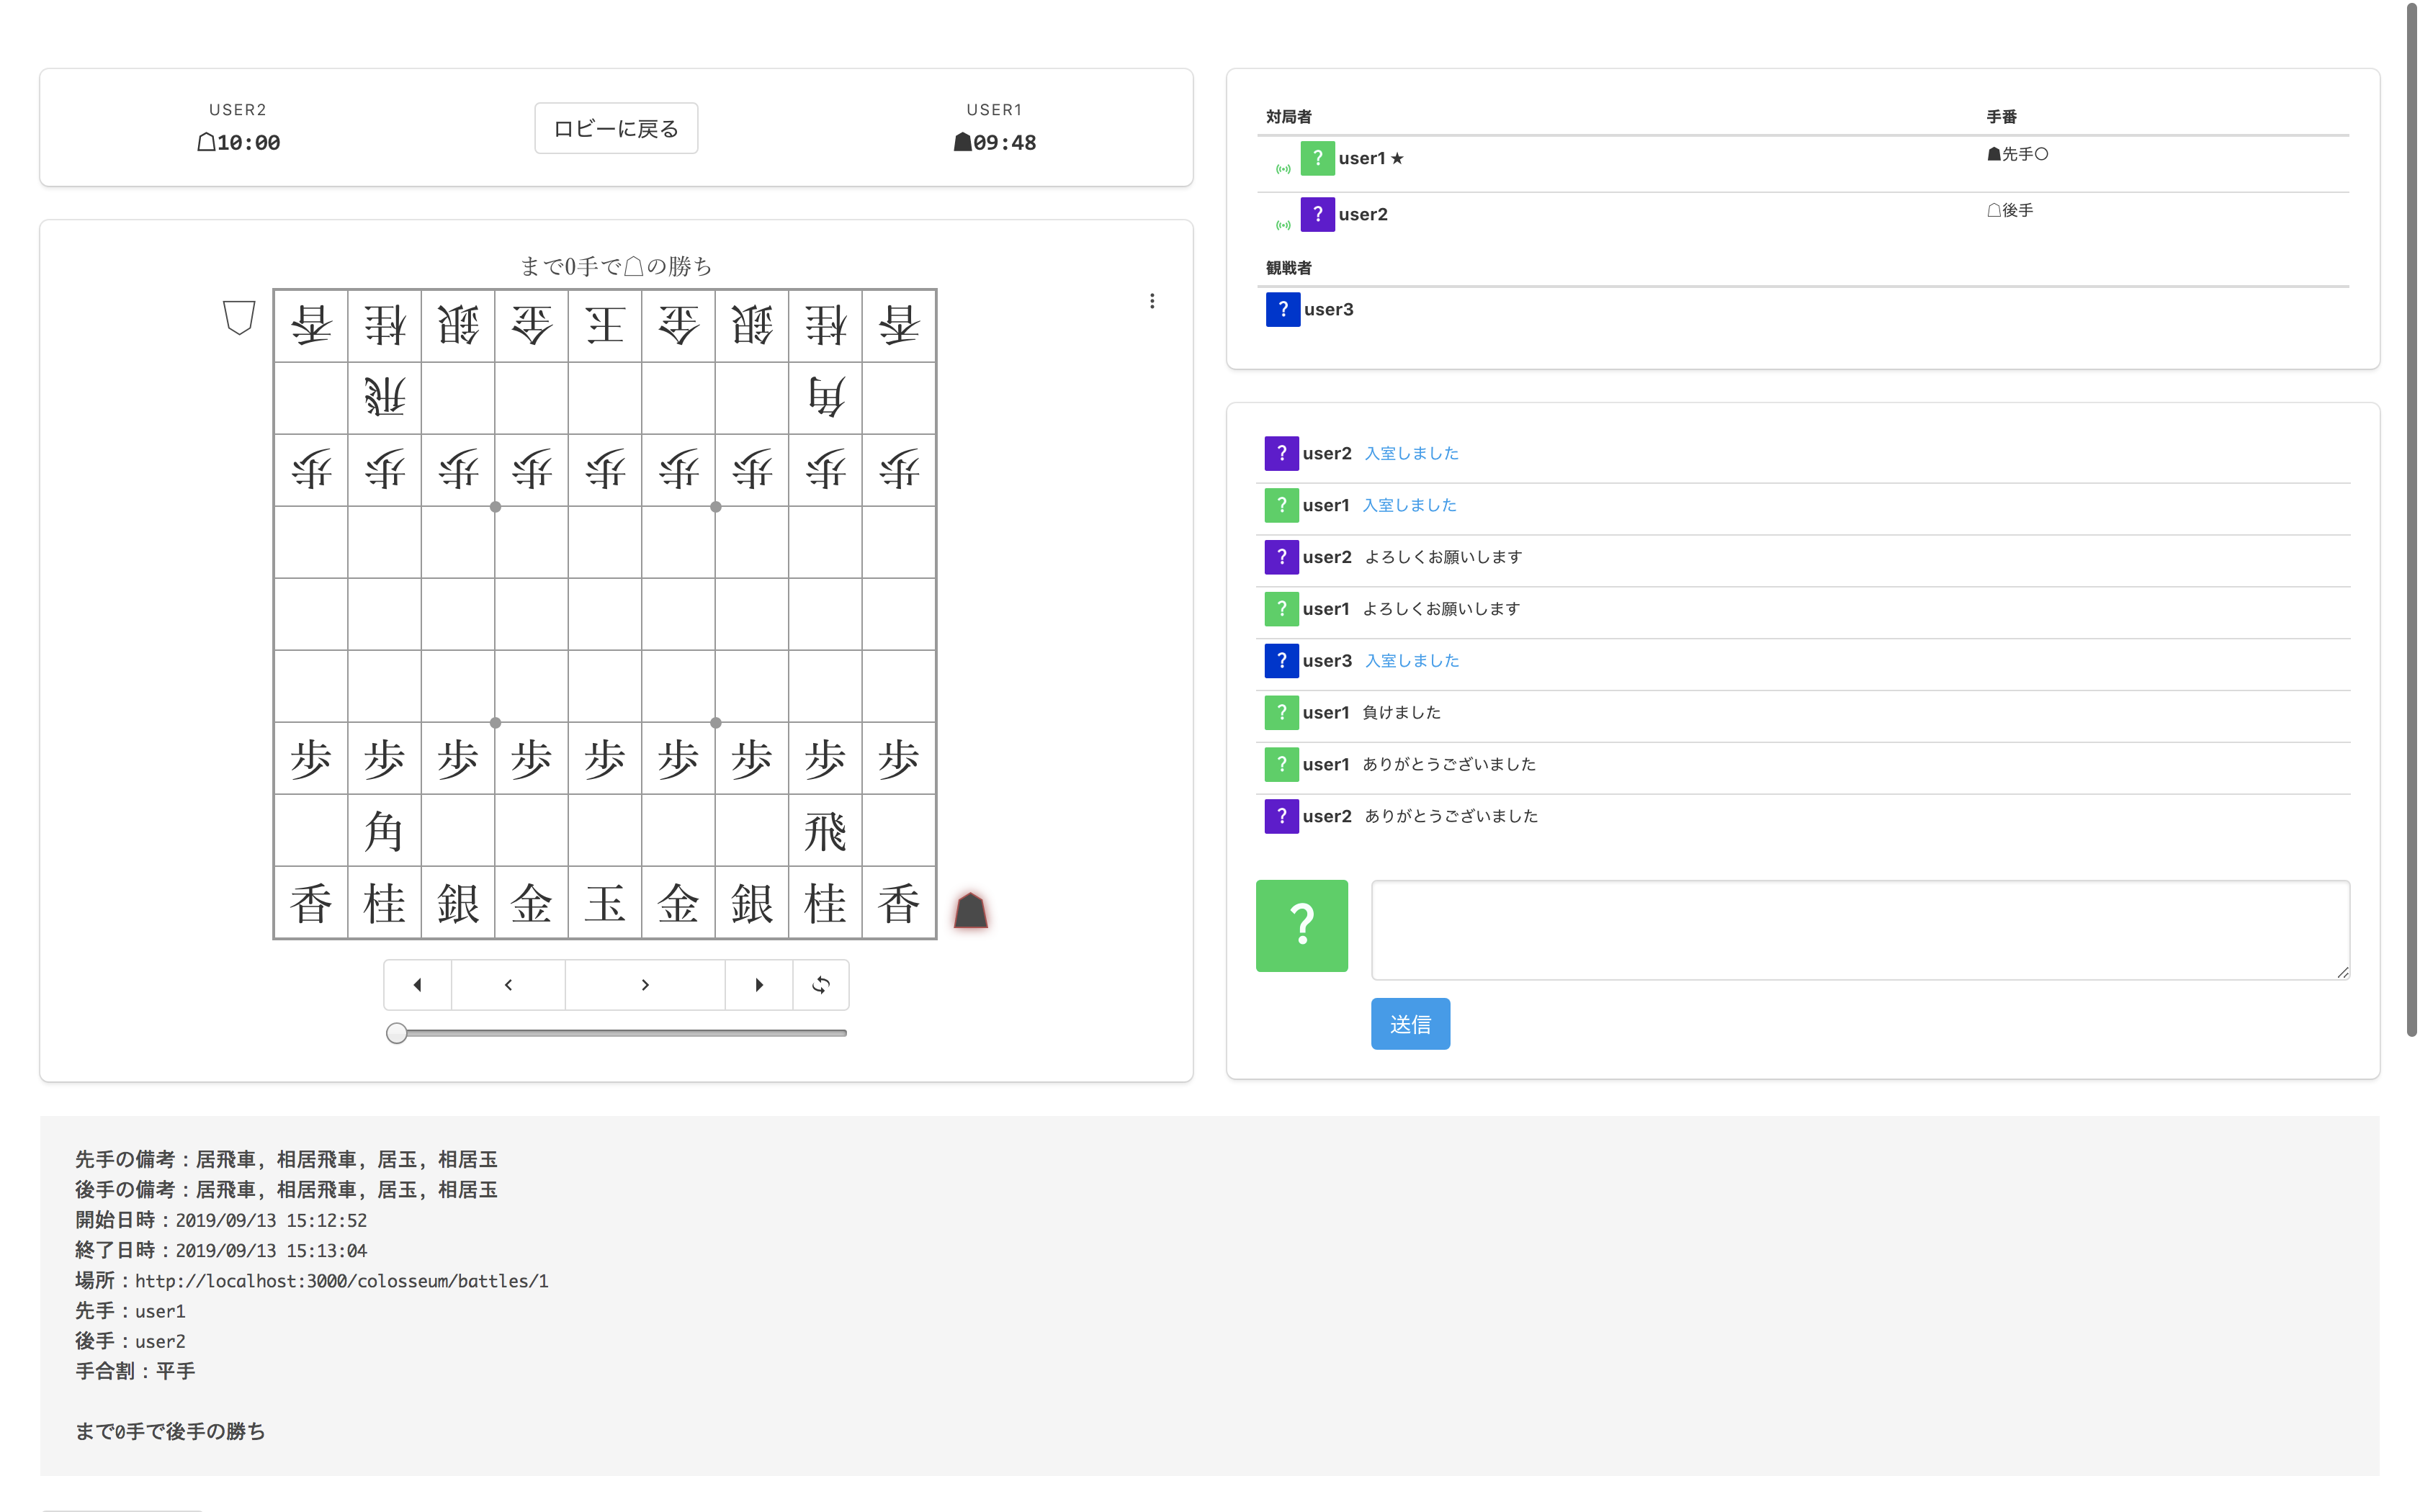 USER2
☖10:00
ロビーに戻る
USER1
☗09:48
まで0手で☖の勝ち
香桂銀金王金銀桂香
飛角
歩歩歩歩歩歩歩歩歩
歩歩歩歩歩歩歩歩歩
角飛
香桂銀金玉金銀桂香
対局者 手番
? user1 ★ ☗先手○
? user2 ☖後手
観戦者
? user3
? user2 入室しました
? user1 入室しました
? user2 よろしくお願いします
? user1 よろしくお願いします
? user3 入室しました
? user1 負けました
? user1 ありがとうございました
? user2 ありがとうございました
?
送信
先手の備考：居飛車, 相居飛車, 居玉, 相居玉
後手の備考：居飛車, 相居飛車, 居玉, 相居玉
開始日時：2019/09/13 15:12:52
終了日時：2019/09/13 15:13:04
場所：http://localhost:3000/colosseum/battles/1
先手：user1
後手：user2
手合割：平手
まで0手で後手の勝ち